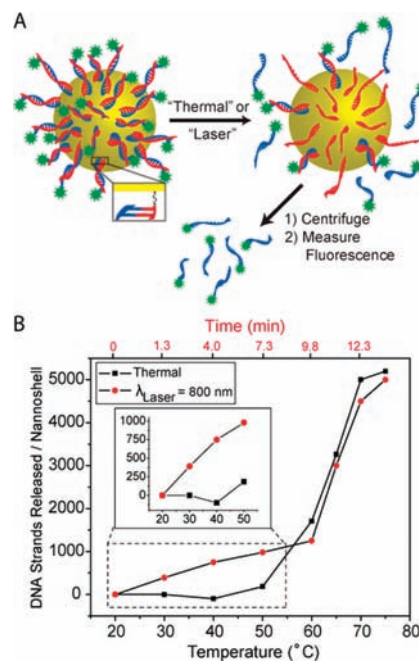 A
"Thermal" or
"Laser"
1) Centrifuge
2) Measure
Fluorescence
B
Time (min)
0 1.3 4.0 7.3 9.8 12.3
Thermal
λLaser = 800 nm
DNA Strands Released / Nannoshell
5000
4000
3000
2000
1000
0
1000
750
500
250
0
20 30 40 50
20 30 40 50 60 70 80
Temperature (°C)